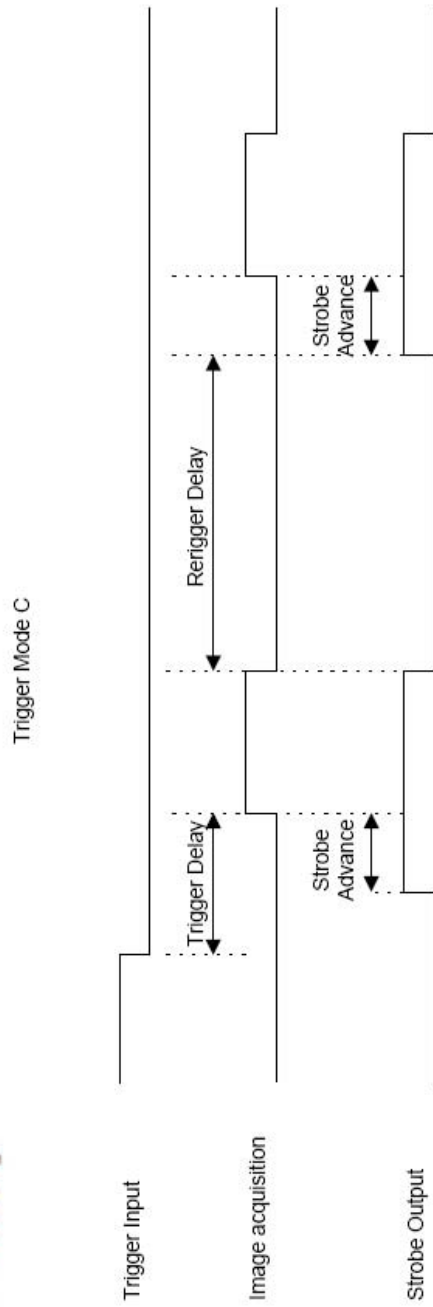 Trigger Mode C
Trigger Input
Trigger Delay
Rerigger Delay
Image acquisition
Strobe
Advance
Strobe
Advance
Strobe Output